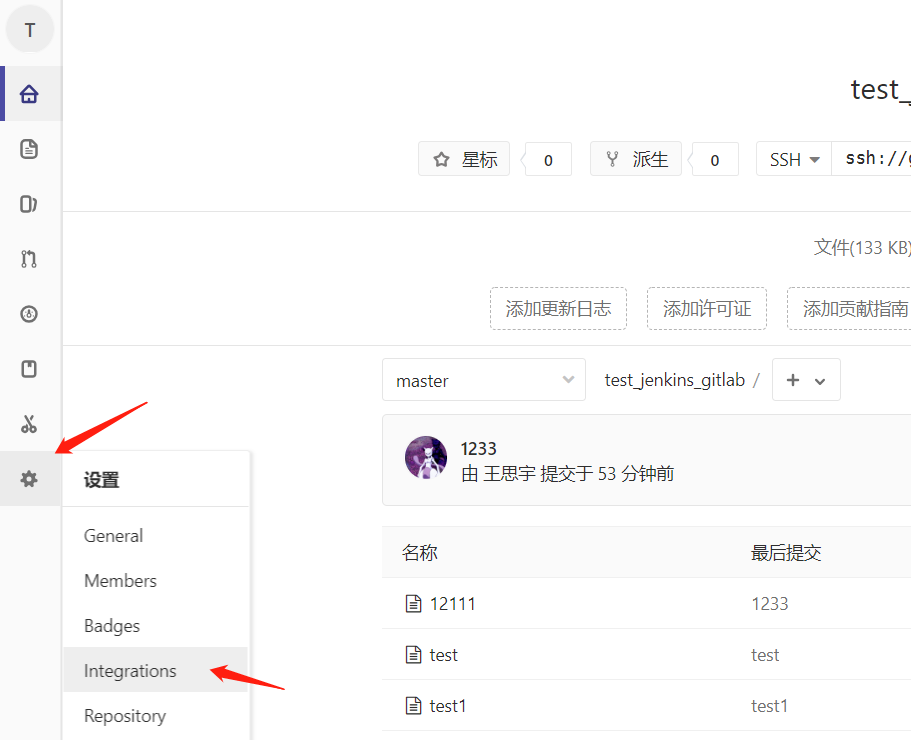 T
test_
星标
0
派生
0
SSH
ssh://g
文件(133 KB)
添加更新日志
添加许可证
添加贡献指南
master
test_jenkins_gitlab /
1233
由 王思宇 提交于 53 分钟前
设置
General
Members
Badges
Integrations
Repository
名称
最后提交
12111
1233
test
test
test1
test1